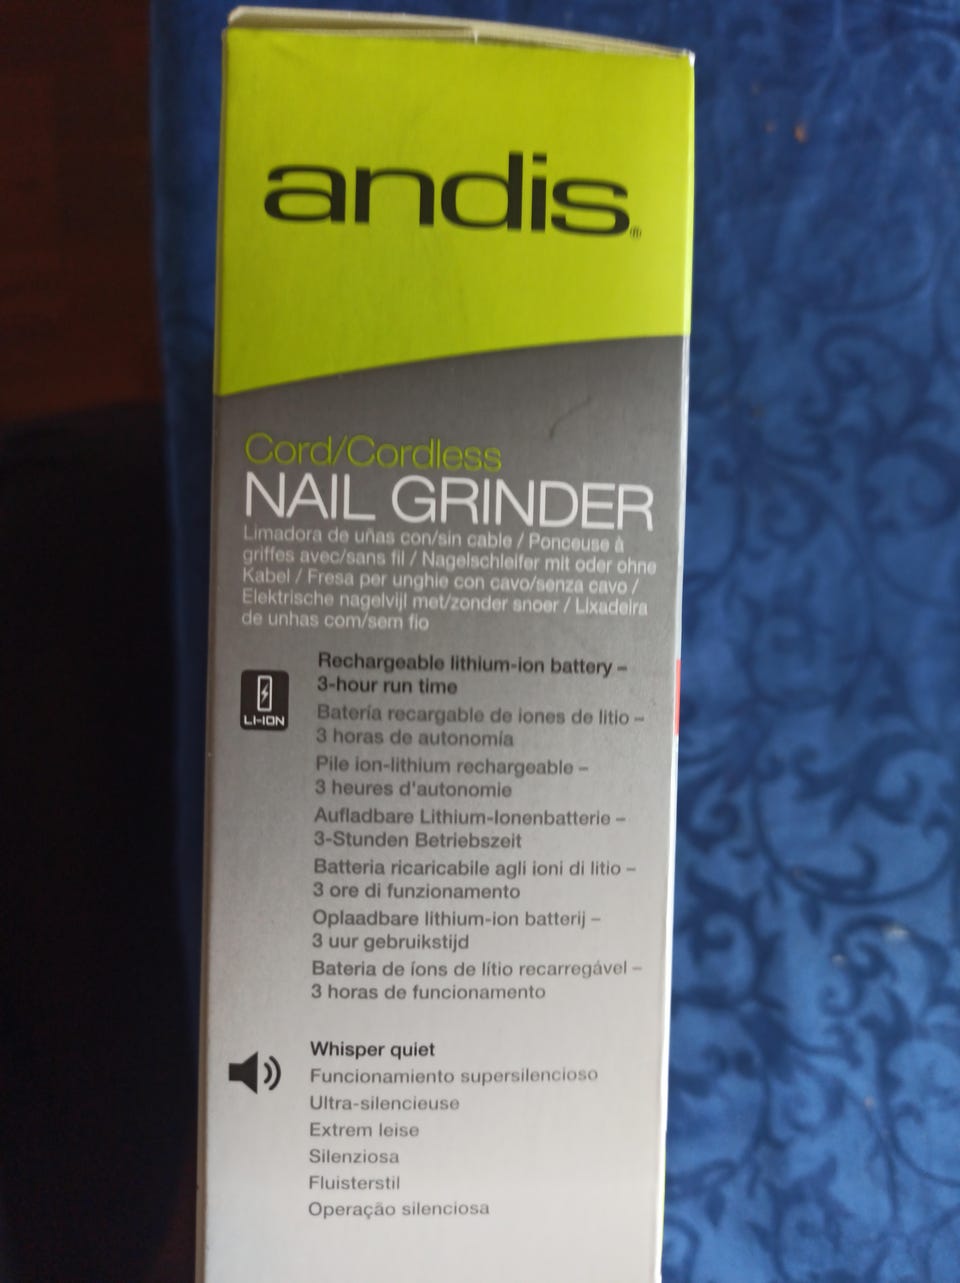 andis®
Cord/Cordless
NAIL GRINDER
Limadora de uñas con/sin cable / Ponceuse à
griffes avec/sans fil / Nagelschleifer mit oder ohne
Kabel / Fresa per unghie con cavo/senza cavo /
Elektrische nagelvijl met/zonder snoer / Lixadeira
de unhas com/sem fio
Rechargeable lithium-ion battery –
3-hour run time
LI-ION
Batería recargable de iones de litio –
3 horas de autonomía
Pile ion-lithium rechargeable –
3 heures d'autonomie
Aufladbare Lithium-Ionenbatterie –
3-Stunden Betriebszeit
Batteria ricaricabile agli ioni di litio –
3 ore di funzionamento
Oplaadbare lithium-ion batterij –
3 uur gebruikstijd
Bateria de íons de lítio recarregável –
3 horas de funcionamento
Whisper quiet
Funcionamiento supersilencioso
Ultra-silencieuse
Extrem leise
Silenziosa
Fluisterstil
Operação silenciosa